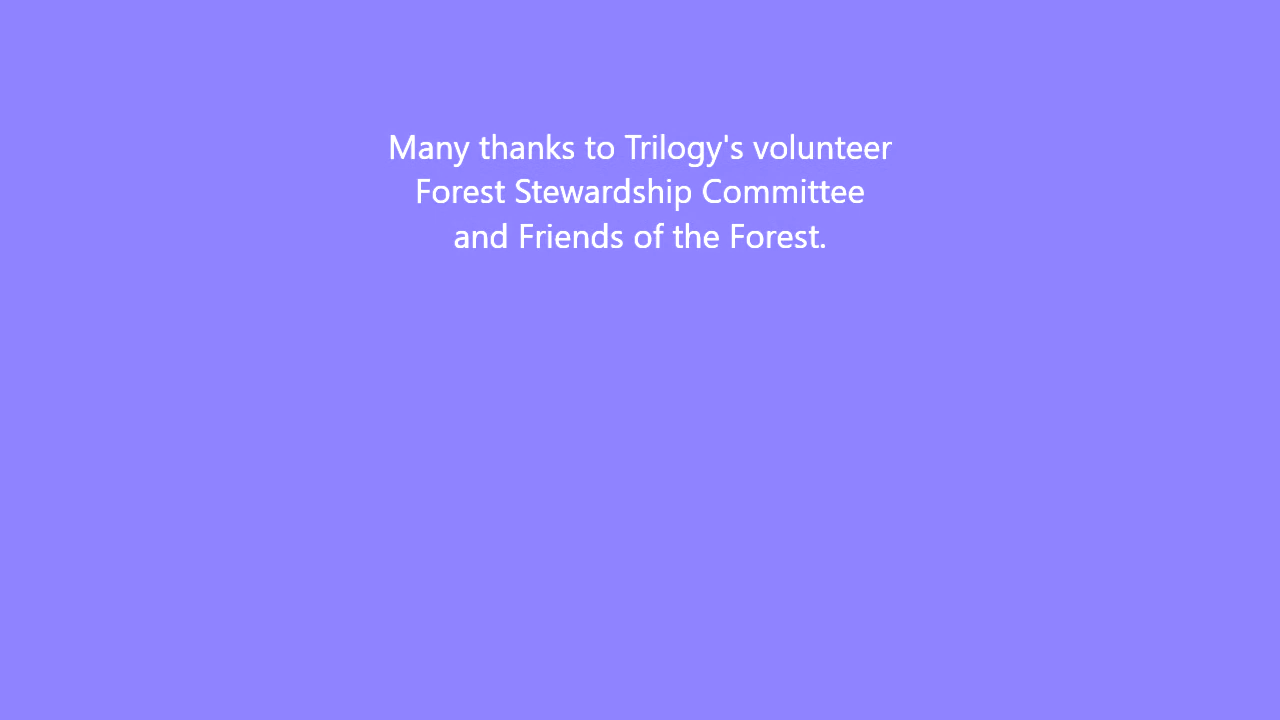 Many thanks to Trilogy's volunteer
Forest Stewardship Committee
and Friends of the Forest.